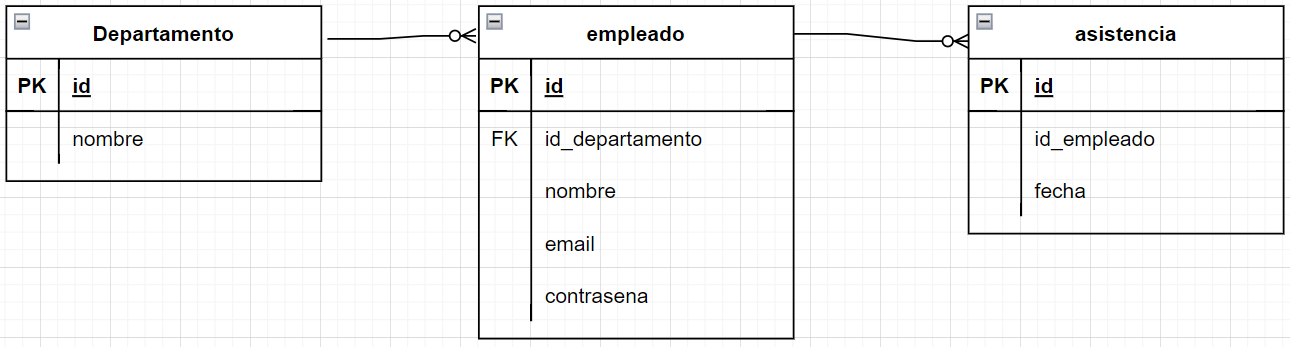 Departamento
PK id
nombre
empleado
PK id
FK id_departamento
nombre
email
contrasena
asistencia
PK id
id_empleado
fecha